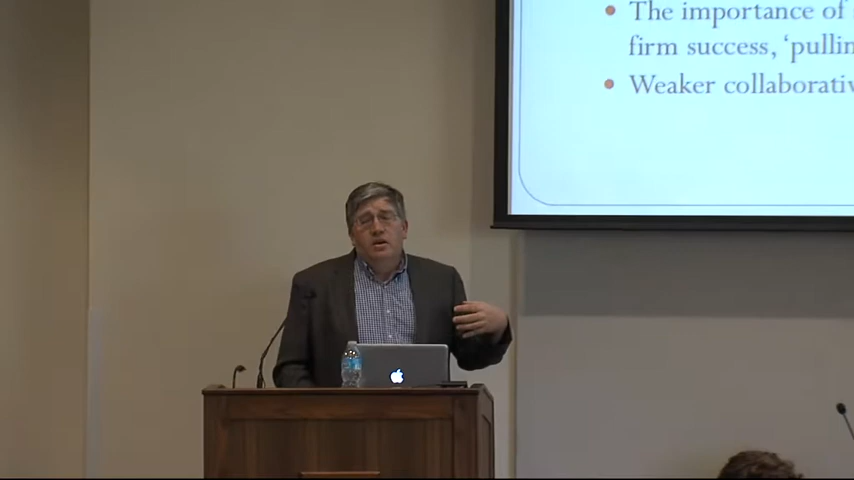 The importance of
firm success, ‘pullin
Weaker collaborativ